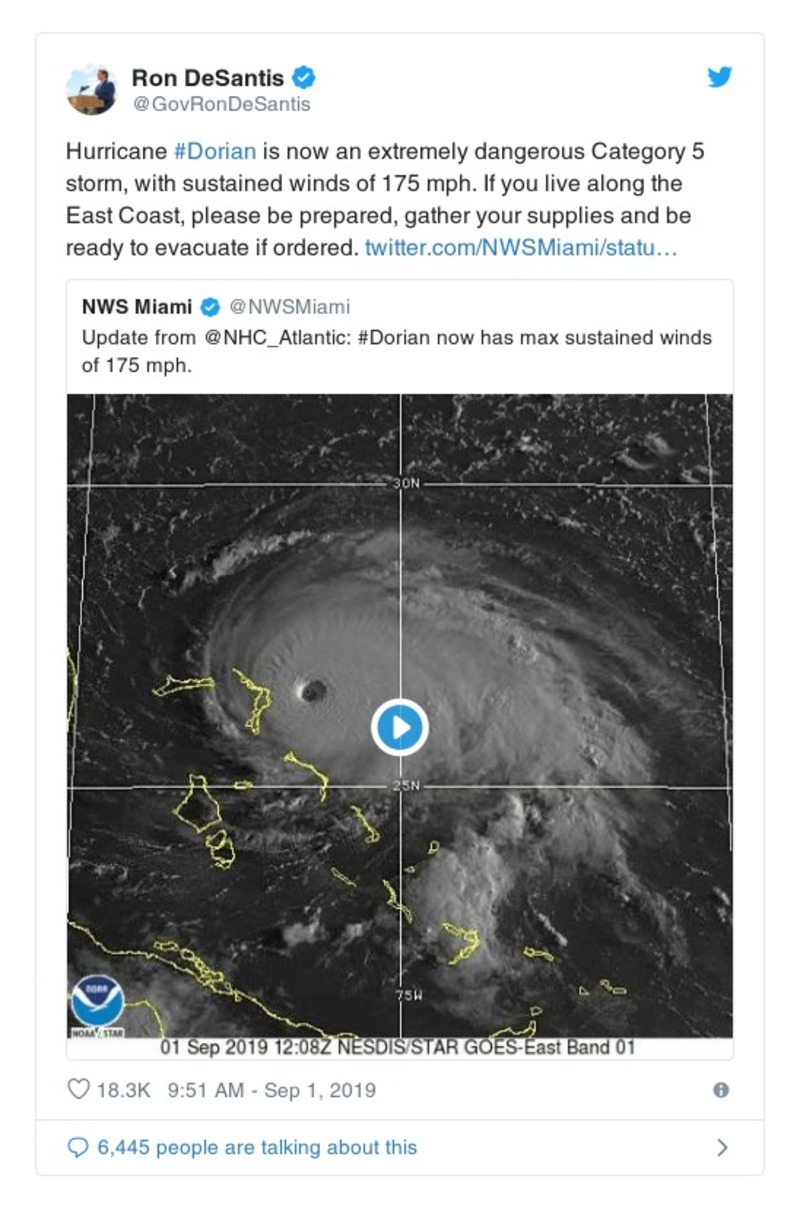 Ron DeSantis
@GovRonDeSantis
Hurricane #Dorian is now an extremely dangerous Category 5
storm, with sustained winds of 175 mph. If you live along the
East Coast, please be prepared, gather your supplies and be
ready to evacuate if ordered. twitter.com/NWSMiami/statu…
NWS Miami @NWSMiami
Update from @NHC_Atlantic: #Dorian now has max sustained winds
of 175 mph.
30N
25N
75W
noaa
NOAA / STAR
01 Sep 2019 12:08Z NESDIS/STAR GOES-East Band 01
18.3K 9:51 AM - Sep 1, 2019
6,445 people are talking about this